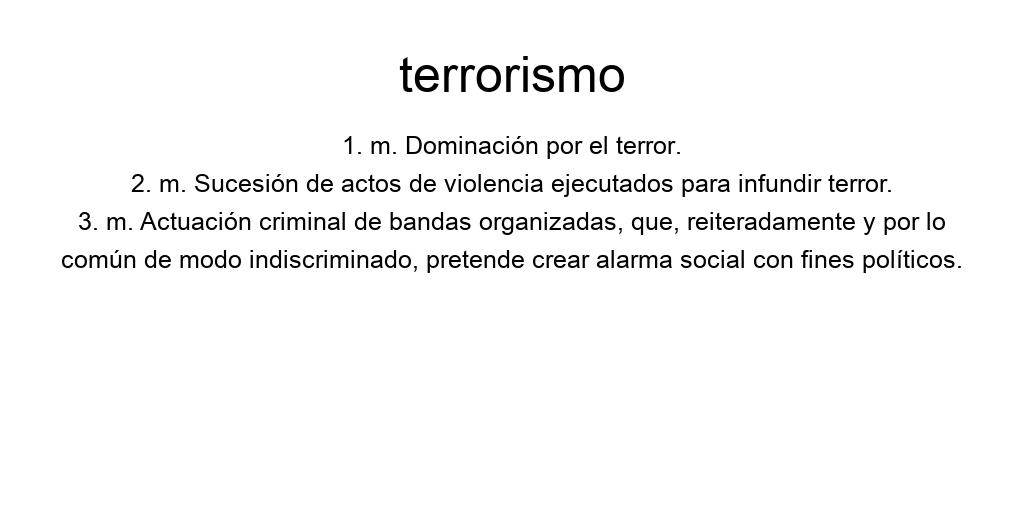 terrorismo
1. m. Dominación por el terror.
2. m. Sucesión de actos de violencia ejecutados para infundir terror.
3. m. Actuación criminal de bandas organizadas, que, reiteradamente y por lo
común de modo indiscriminado, pretende crear alarma social con fines políticos.